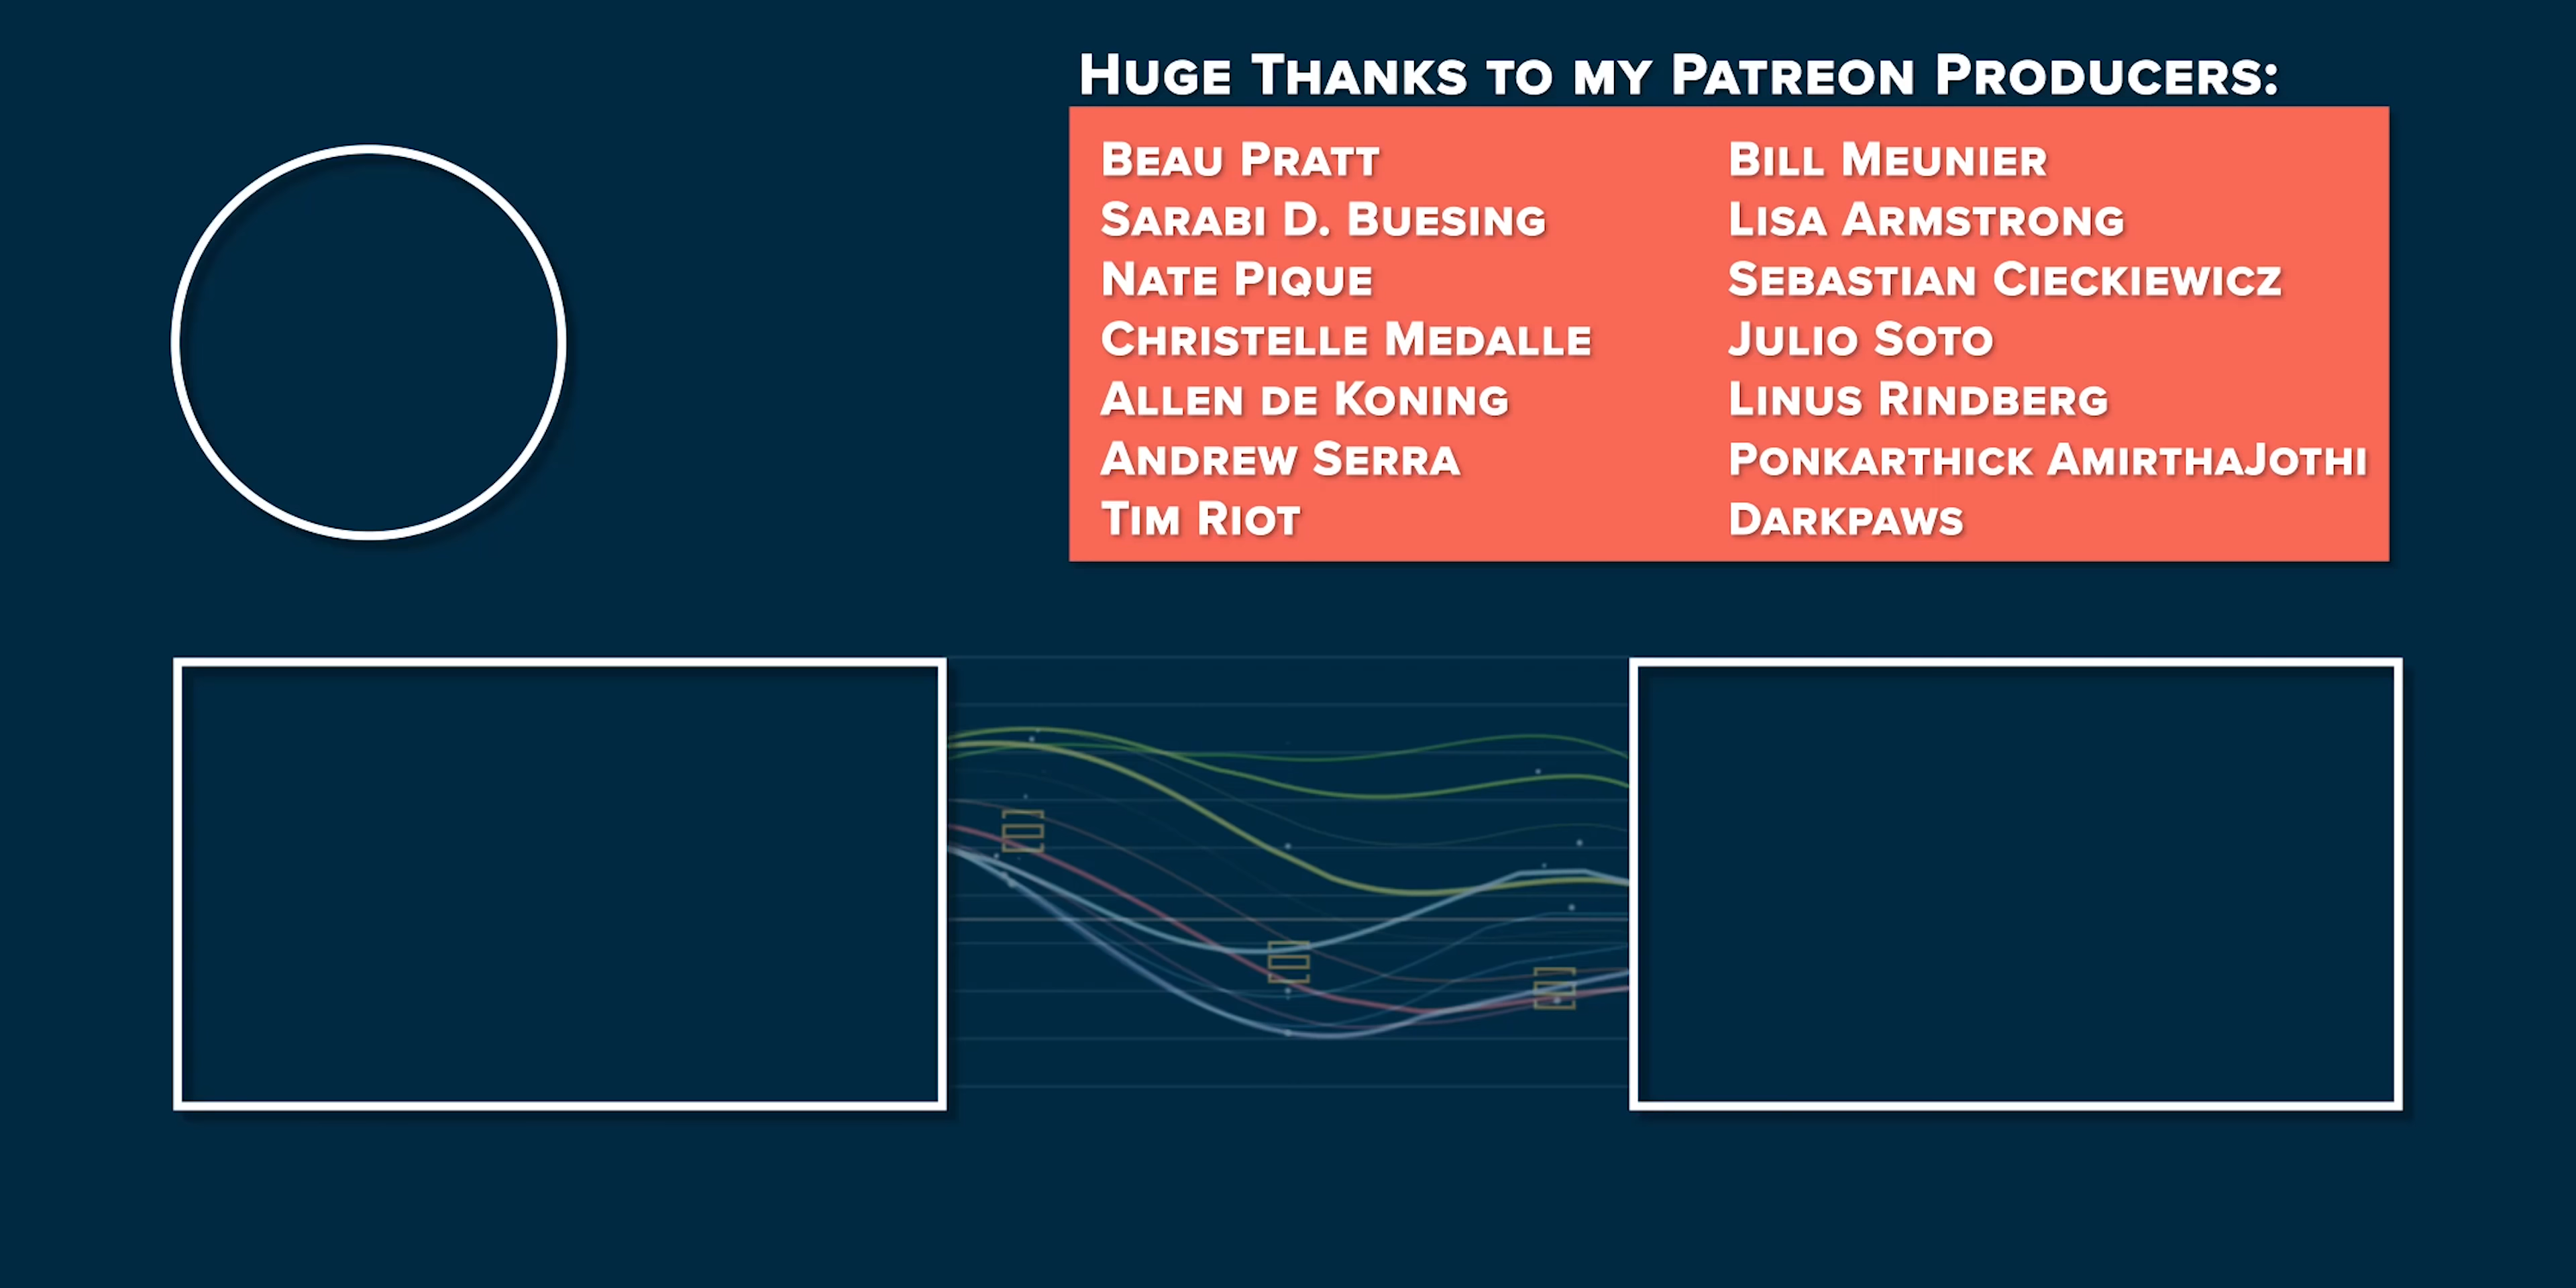 Huge Thanks to my Patreon Producers:
Beau Pratt
Sarabi D. Buesing
Nate Pique
Christelle Medalle
Allen de Koning
Andrew Serra
Tim Riot
Bill Meunier
Lisa Armstrong
Sebastian Cieckiewicz
Julio Soto
Linus Rindberg
Ponkarthick AmirthaJothi
Darkpaws